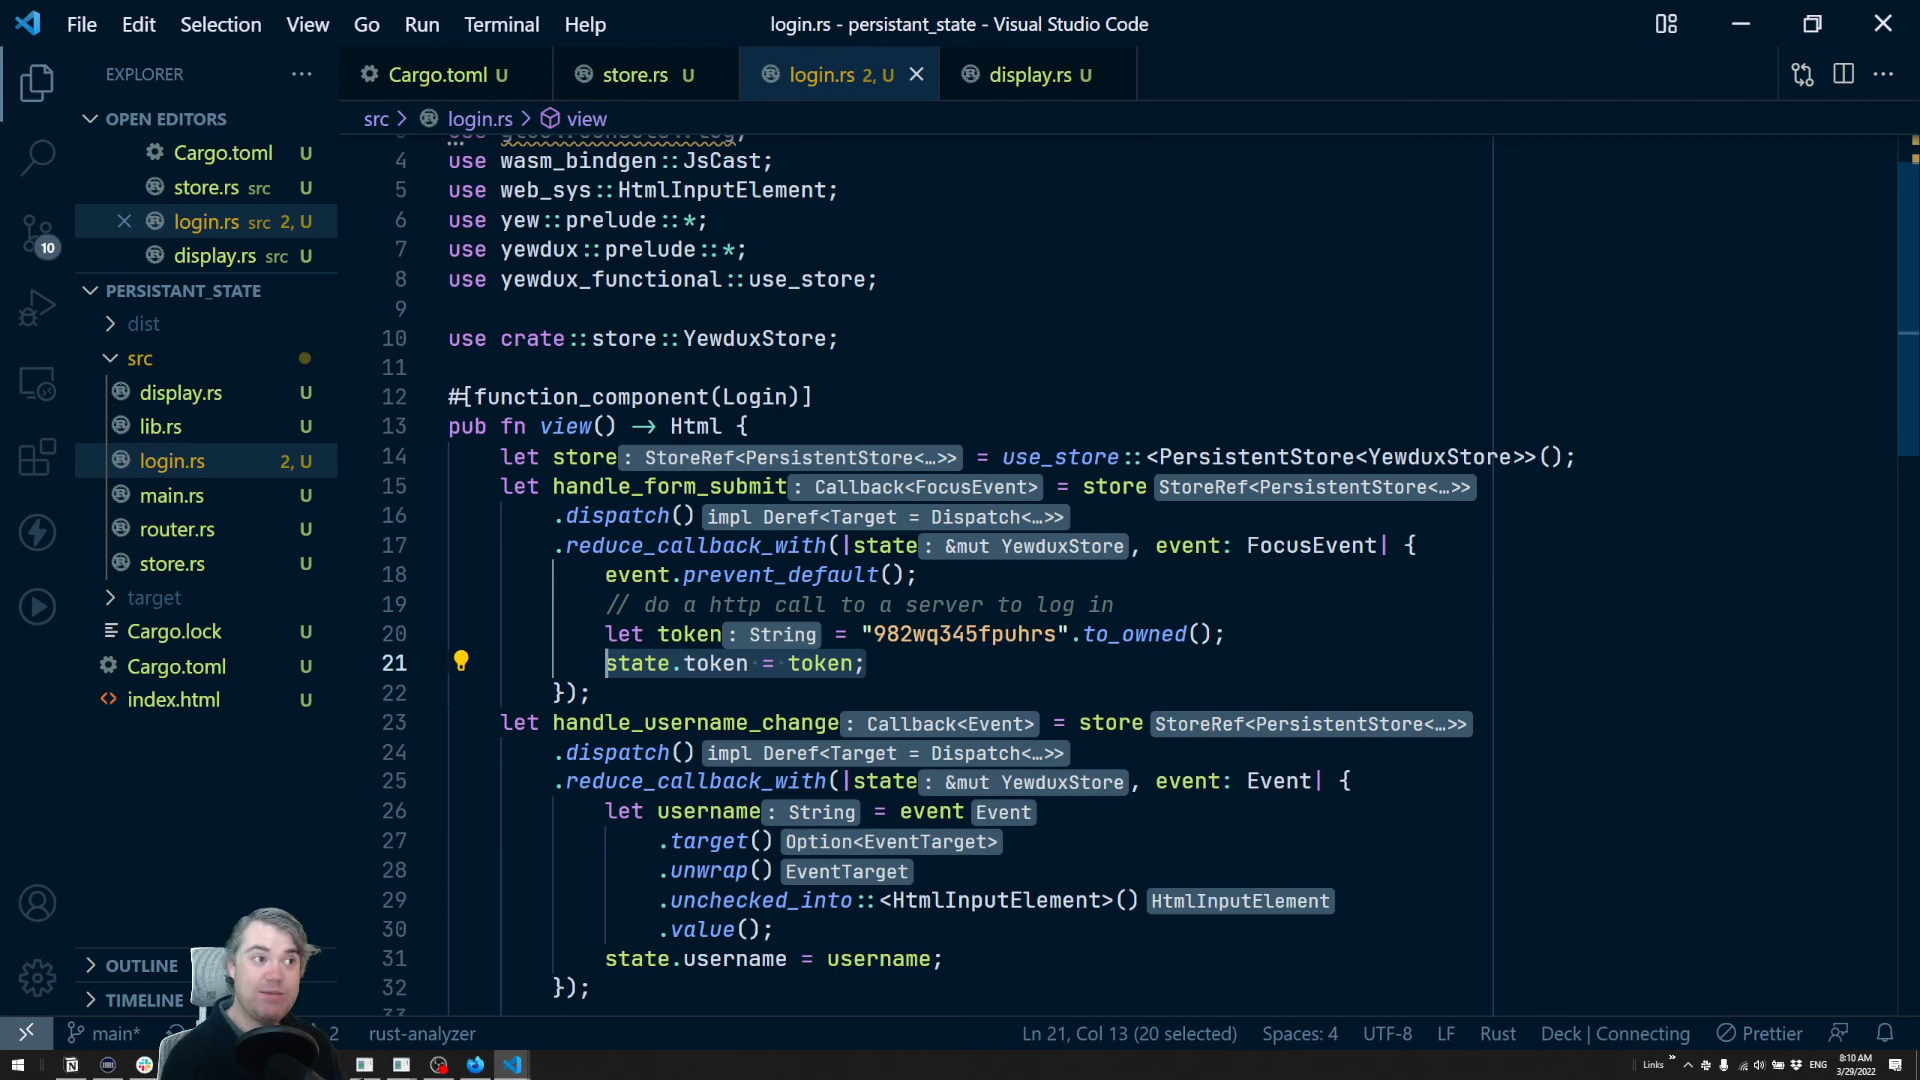 File Edit Selection View Go Run Terminal Help
login.rs - persistant_state - Visual Studio Code
EXPLORER
Cargo.toml U
store.rs U
login.rs 2, U
display.rs U
OPEN EDITORS
Cargo.toml U
store.rs src U
login.rs src 2, U
display.rs src U
PERSISTANT_STATE
dist
src
display.rs U
lib.rs U
login.rs 2, U
main.rs U
router.rs U
store.rs U
target
Cargo.lock U
Cargo.toml U
index.html U
OUTLINE
TIMELINE
10
src > login.rs > view
4 use wasm_bindgen::JsCast;
5 use web_sys::HtmlInputElement;
6 use yew::prelude::*;
7 use yewdux::prelude::*;
8 use yewdux_functional::use_store;
9
10 use crate::store::YewduxStore;
11
12 #[function_component(Login)]
13 pub fn view() -> Html {
14 let store: StoreRef<PersistentStore<…>> = use_store::<PersistentStore<YewduxStore>>();
15 let handle_form_submit: Callback<FocusEvent> = store StoreRef<PersistentStore<…>>
16 .dispatch() impl Deref<Target = Dispatch<…>>
17 .reduce_callback_with(|state: &mut YewduxStore, event: FocusEvent| {
18 event.prevent_default();
19 // do a http call to a server to log in
20 let token: String = "982wq345fpuhrs".to_owned();
21 state.token = token;
22 });
23 let handle_username_change: Callback<Event> = store StoreRef<PersistentStore<…>>
24 .dispatch() impl Deref<Target = Dispatch<…>>
25 .reduce_callback_with(|state: &mut YewduxStore, event: Event| {
26 let username: String = event Event
27 .target() Option<EventTarget>
28 .unwrap() EventTarget
29 .unchecked_into::<HtmlInputElement>() HtmlInputElement
30 .value();
31 state.username = username;
32 });
main* 2 rust-analyzer Ln 21, Col 13 (20 selected) Spaces: 4 UTF-8 LF Rust Deck | Connecting Prettier
Links ENG 8:10 AM
3/29/2022